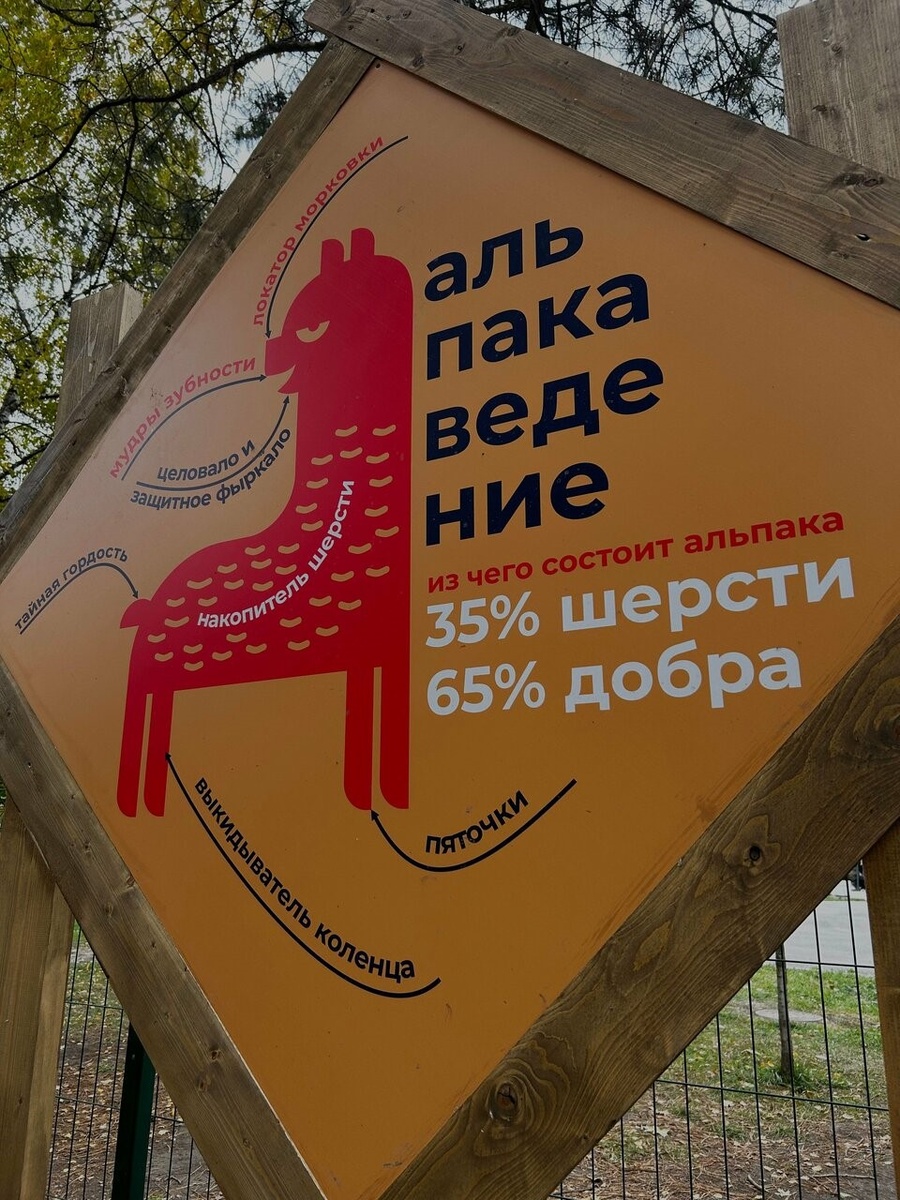 локатор морковки
мудры зубности
целовало и
защитное фыркало
тайная гордость
накопитель шерсти
аль
пака
веде
ние
из чего состоит альпака
35% шерсти
65% добра
выкидыватель коленца
пяточки